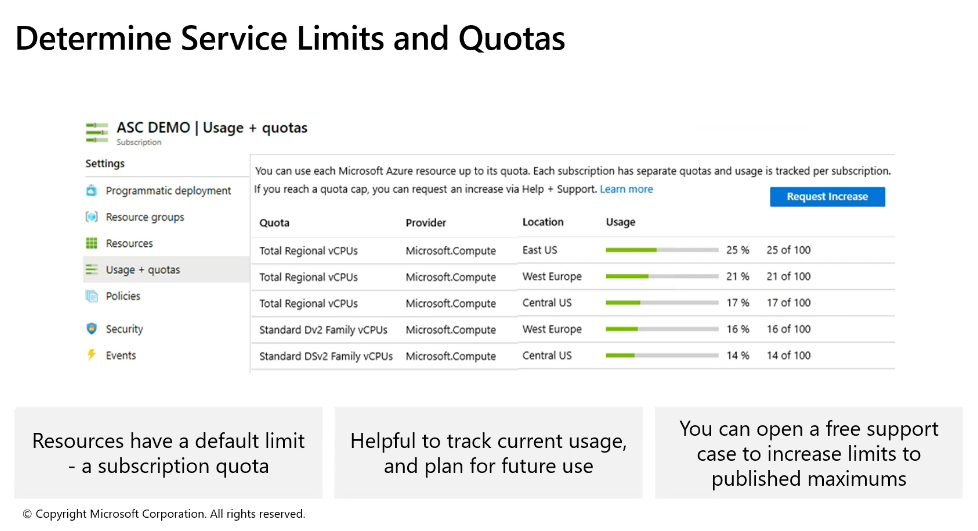 Determine Service Limits and Quotas
ASC DEMO | Usage + quotas
Subscription
Settings
Programmatic deployment
Resource groups
Resources
Usage + quotas
Policies
Security
Events
You can use each Microsoft Azure resource up to its quota. Each subscription has separate quotas and usage is tracked per subscription.
If you reach a quota cap, you can request an increase via Help + Support. Learn more
Request Increase
Quota Provider Location Usage
Total Regional vCPUs Microsoft.Compute East US 25 % 25 of 100
Total Regional vCPUs Microsoft.Compute West Europe 21 % 21 of 100
Total Regional vCPUs Microsoft.Compute Central US 17 % 17 of 100
Standard Dv2 Family vCPUs Microsoft.Compute West Europe 16 % 16 of 100
Standard DSv2 Family vCPUs Microsoft.Compute Central US 14 % 14 of 100
Resources have a default limit
- a subscription quota
Helpful to track current usage,
and plan for future use
You can open a free support
case to increase limits to
published maximums
© Copyright Microsoft Corporation. All rights reserved.